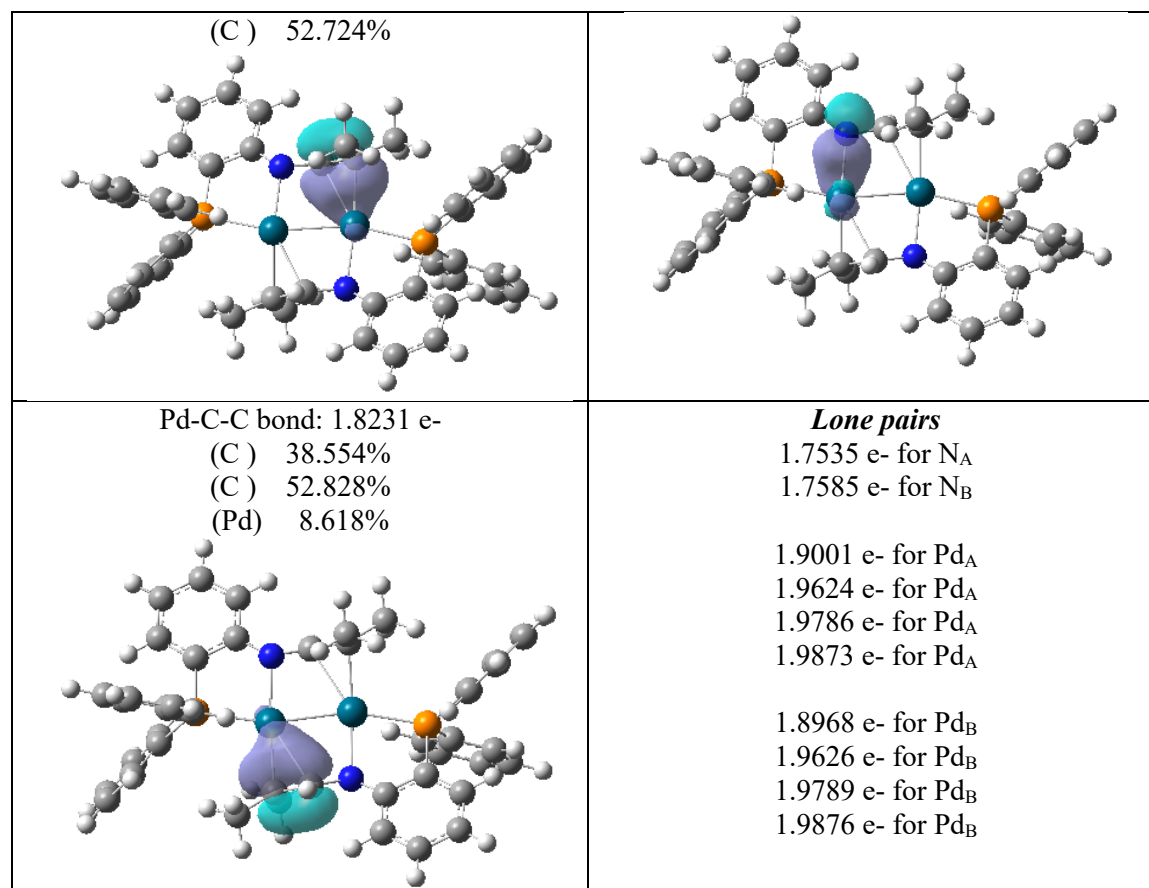 (C ) 52.724%
Pd-C-C bond: 1.8231 e-
(C ) 38.554%
(C ) 52.828%
(Pd) 8.618%
Lone pairs
1.7535 e- for NA
1.7585 e- for NB
1.9001 e- for PdA
1.9624 e- for PdA
1.9786 e- for PdA
1.9873 e- for PdA
1.8968 e- for PdB
1.9626 e- for PdB
1.9789 e- for PdB
1.9876 e- for PdB